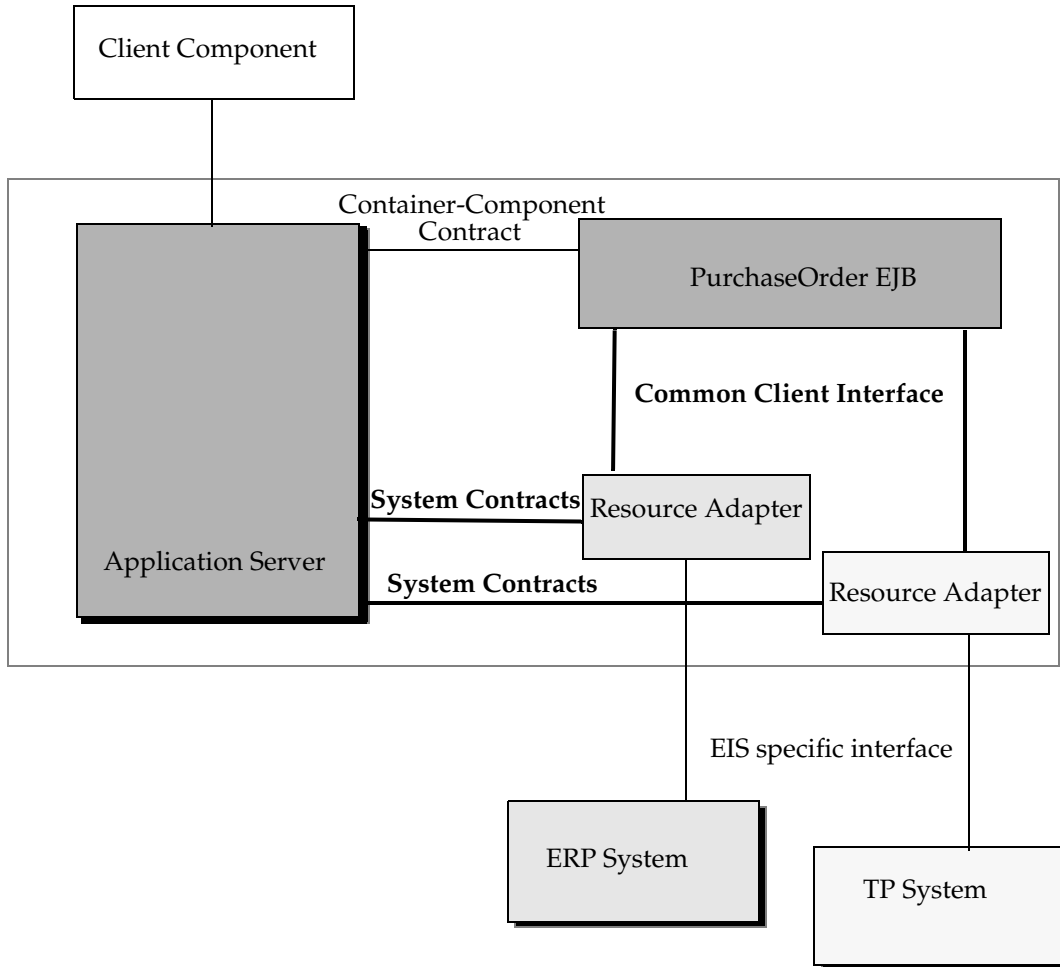 Client Component
Container-Component
Contract
PurchaseOrder EJB
Common Client Interface
System Contracts
Resource Adapter
Application Server
System Contracts
Resource Adapter
EIS specific interface
ERP System
TP System